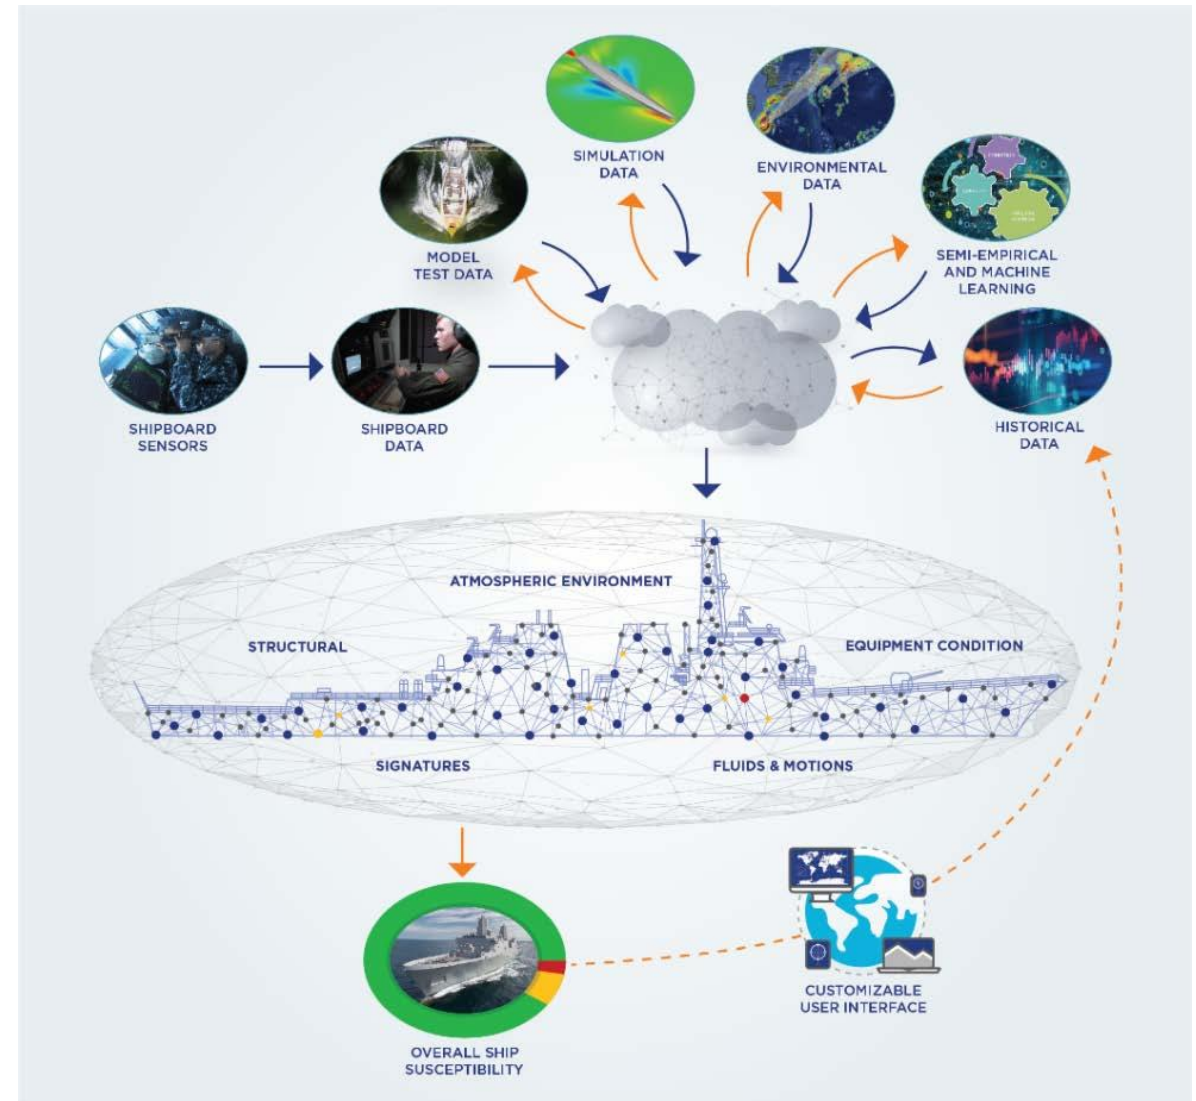 SIMULATION
DATA
ENVIRONMENTAL
DATA
MODEL
TEST DATA
SEMI-EMPIRICAL
AND MACHINE
LEARNING
SHIPBOARD
SENSORS
SHIPBOARD
DATA
HISTORICAL
DATA
ATMOSPHERIC ENVIRONMENT
STRUCTURAL
EQUIPMENT CONDITION
SIGNATURES
FLUIDS & MOTIONS
CUSTOMIZABLE
USER INTERFACE
OVERALL SHIP
SUSCEPTIBILITY